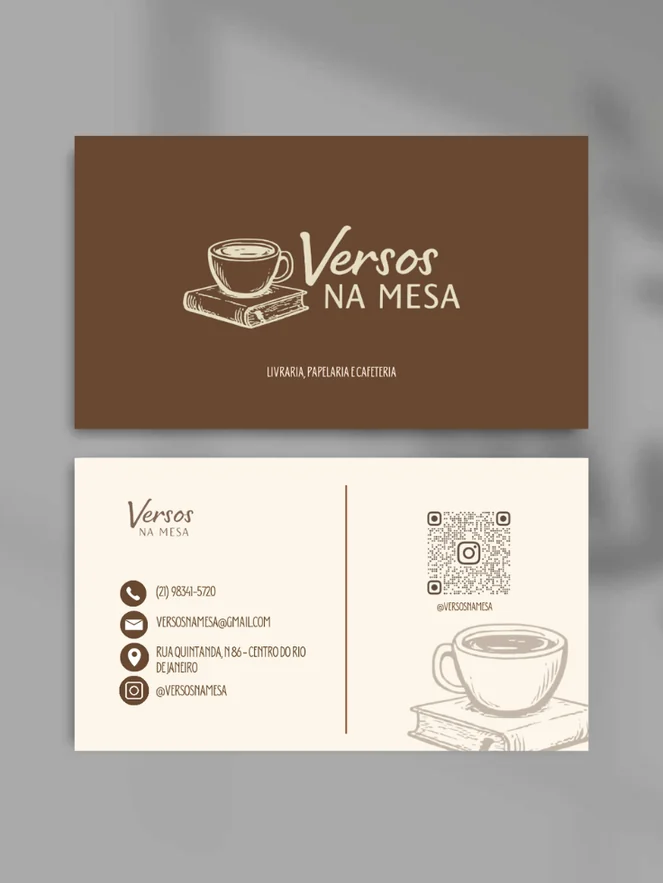 Versos
NA MESA
LIVRARIA, PAPELARIA E CAFETERIA
Versos
NA MESA
(21) 98341-5720
VERSOSNAMESA@GMAIL.COM
RUA QUINTANDA, N 86 - CENTRO DO RIO
DE JANEIRO
@VERSOSNAMESA
@VERSOSNAMESA